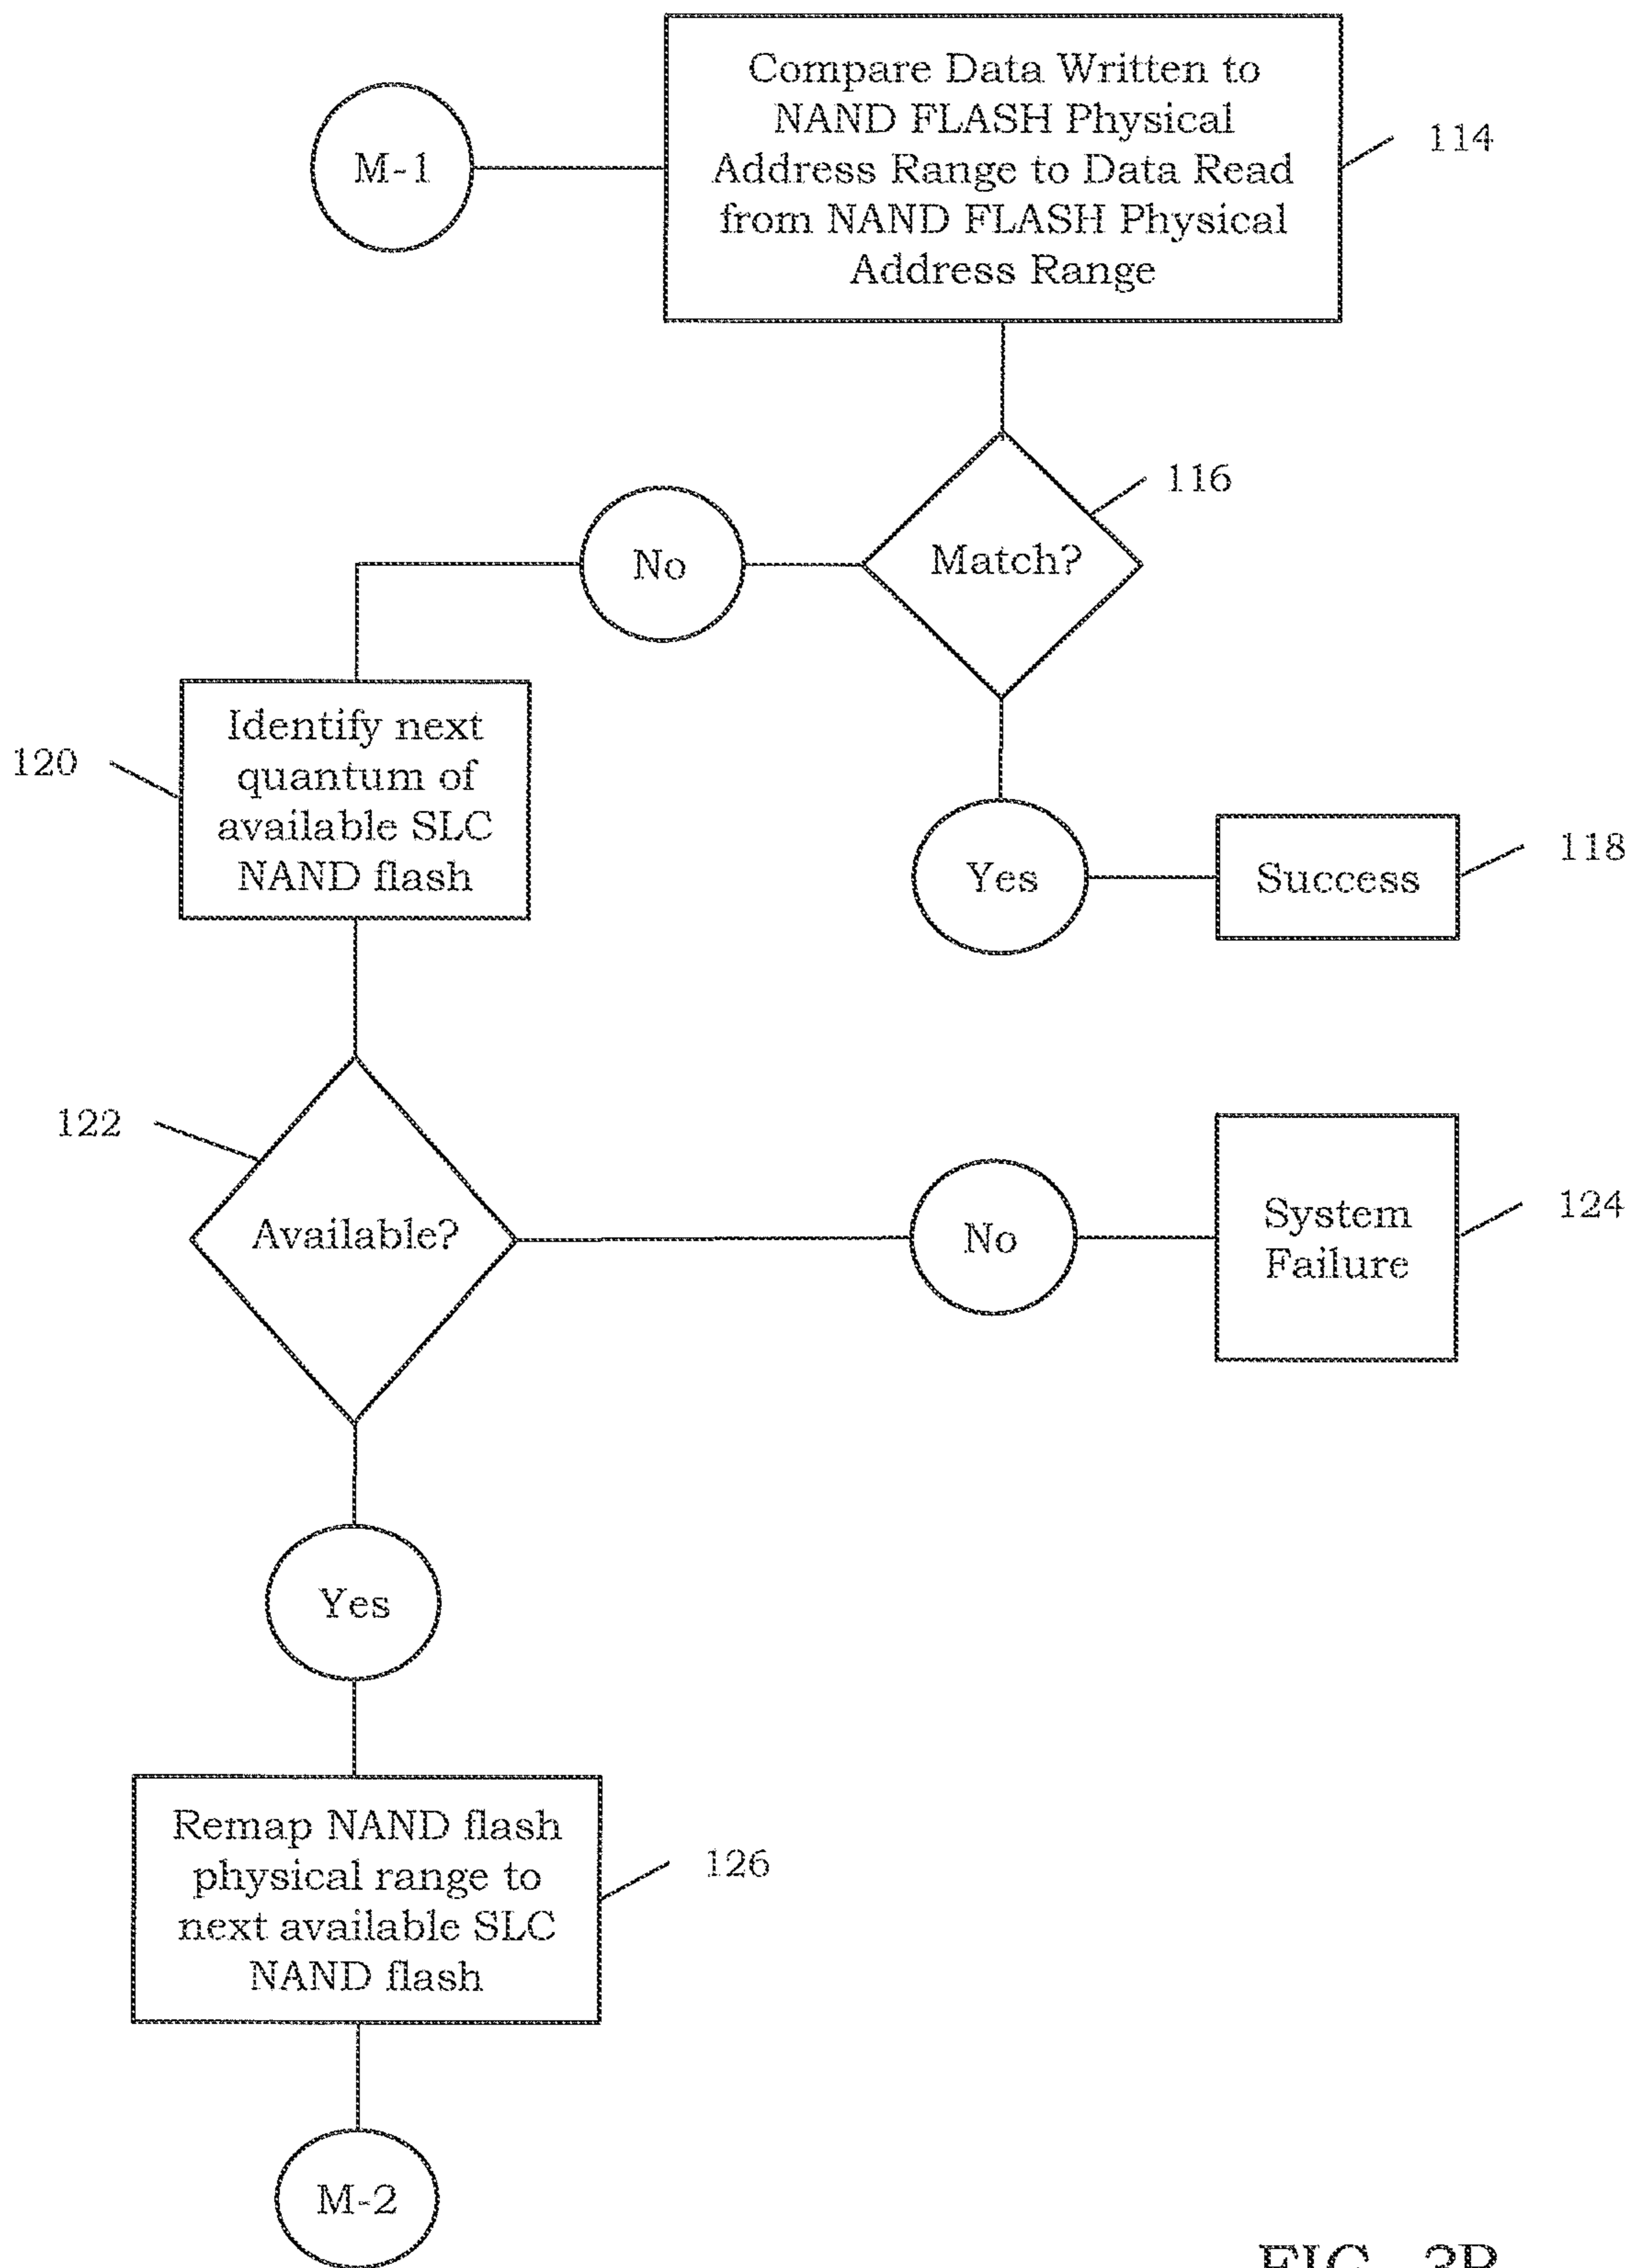 Compare Data Written to
NAND FLASH Physical
Address Range to Data Read
from NAND FLASH Physical
Address Range
114
M-1
116
Match?
No
Identify next
quantum of
available SLC
NAND flash
120
Yes
Success
118
122
Available?
No
System
Failure
124
Yes
Remap NAND flash
physical range to
next available SLC
NAND flash
126
M-2
FIG. 3B